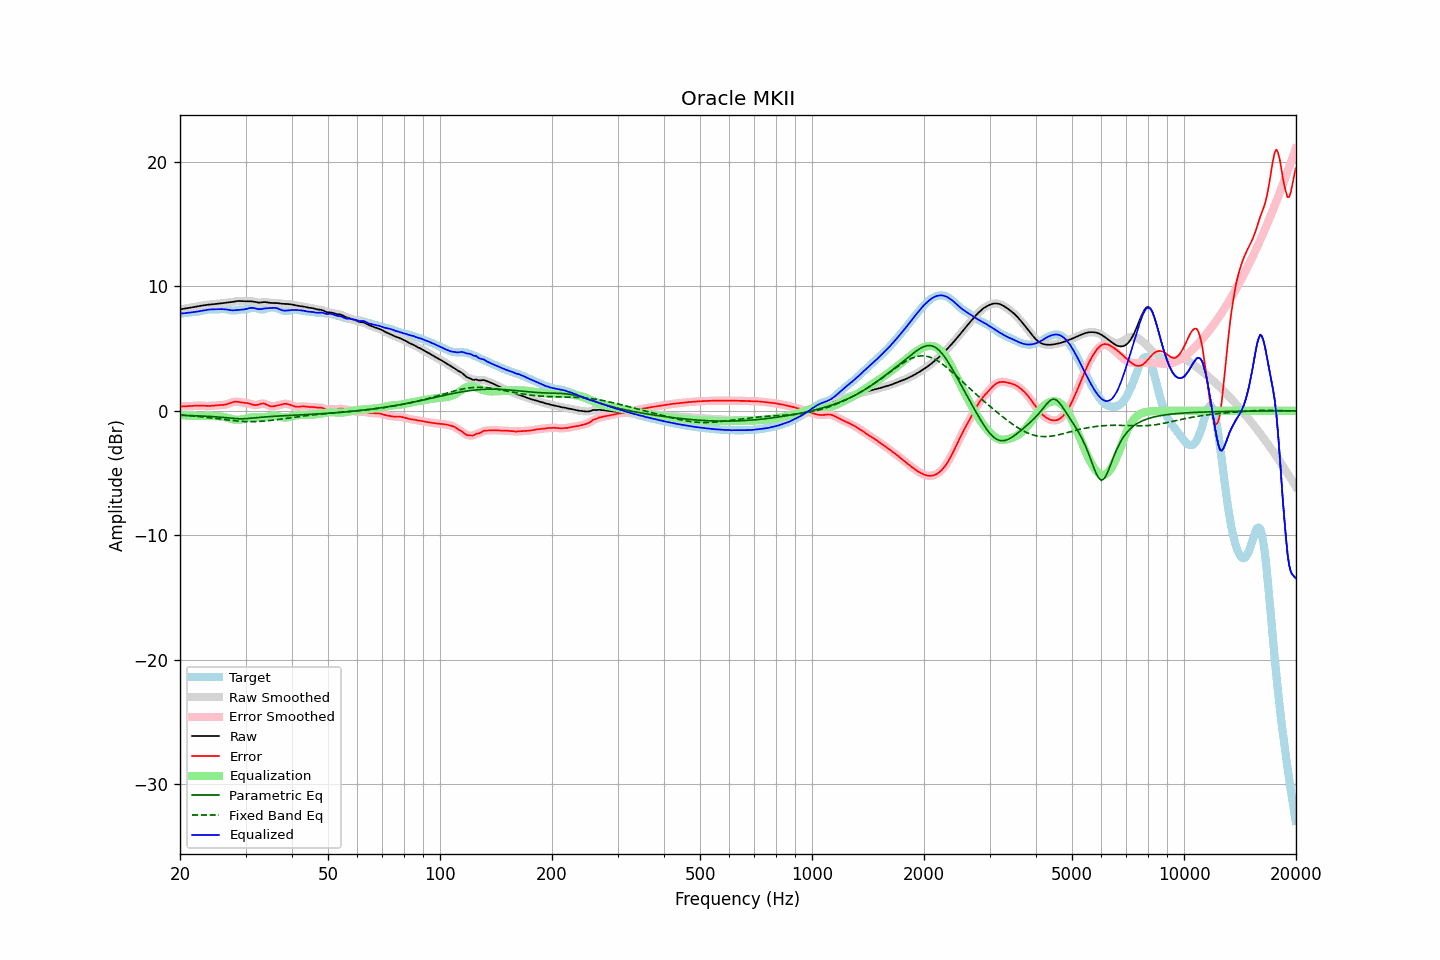 Oracle MKII
Amplitude (dBr)
20
10
0
−10
−20
−30
Target
Raw Smoothed
Error Smoothed
Raw
Error
Equalization
Parametric Eq
Fixed Band Eq
Equalized
20 50 100 200 500 1000 2000 5000 10000 20000
Frequency (Hz)